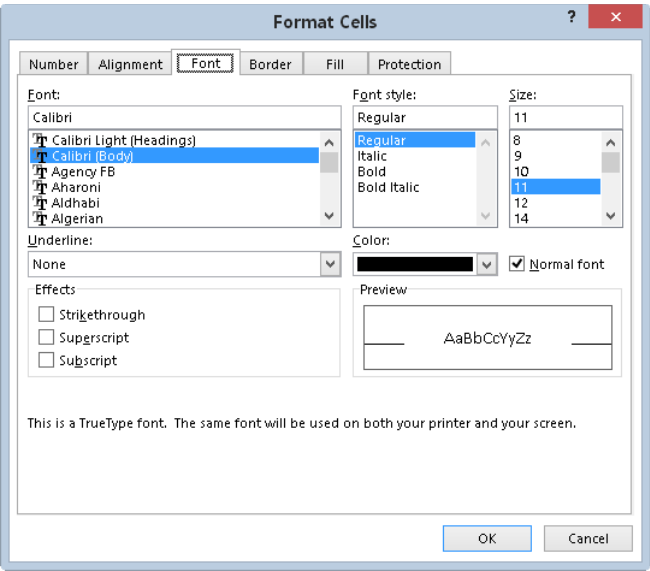 Format Cells ?
Number Alignment Font Border Fill Protection
Font: Font style: Size:
Calibri Regular 11
Calibri Light (Headings) Regular 8
Calibri (Body) Italic 9
Agency FB Bold 10
Aharoni Bold Italic 11
Aldhabi 12
Algerian 14
Underline: Color:
None Normal font
Effects Preview
Strikethrough
Superscript AaBbCcYyZz
Subscript
This is a TrueType font. The same font will be used on both your printer and your screen.
OK Cancel